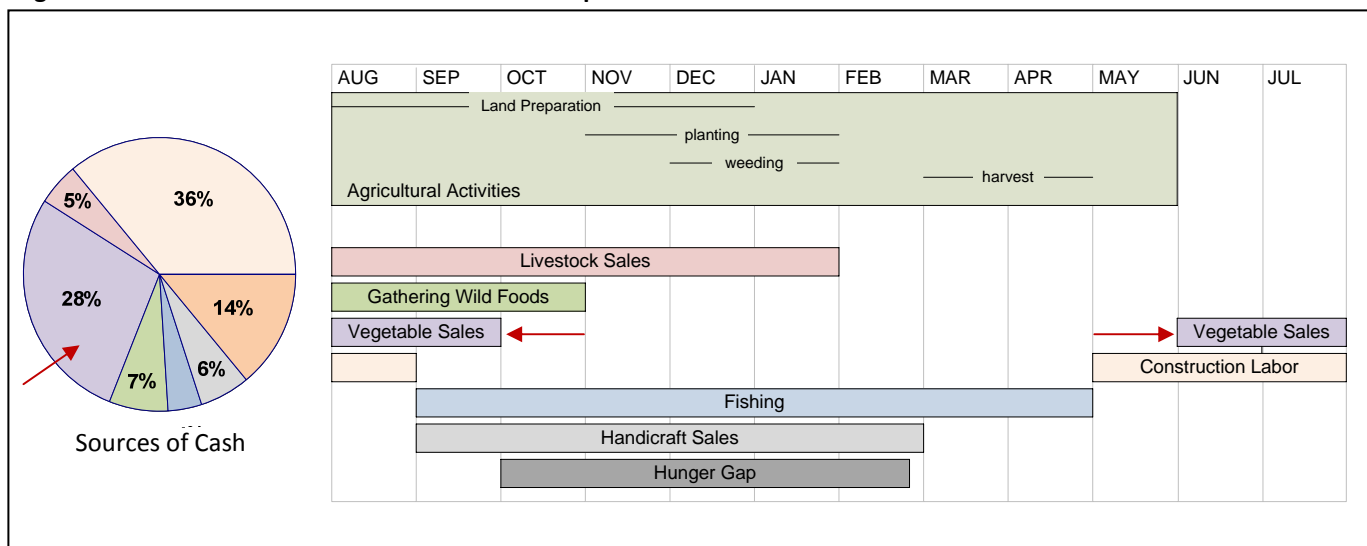 AUG SEP OCT NOV DEC JAN FEB MAR APR MAY JUN JUL
Land Preparation
planting
weeding
harvest
Agricultural Activities
36%
5%
28%
14%
7%
6%
Sources of Cash
Livestock Sales
Gathering Wild Foods
Vegetable Sales Vegetable Sales
Construction Labor
Fishing
Handicraft Sales
Hunger Gap